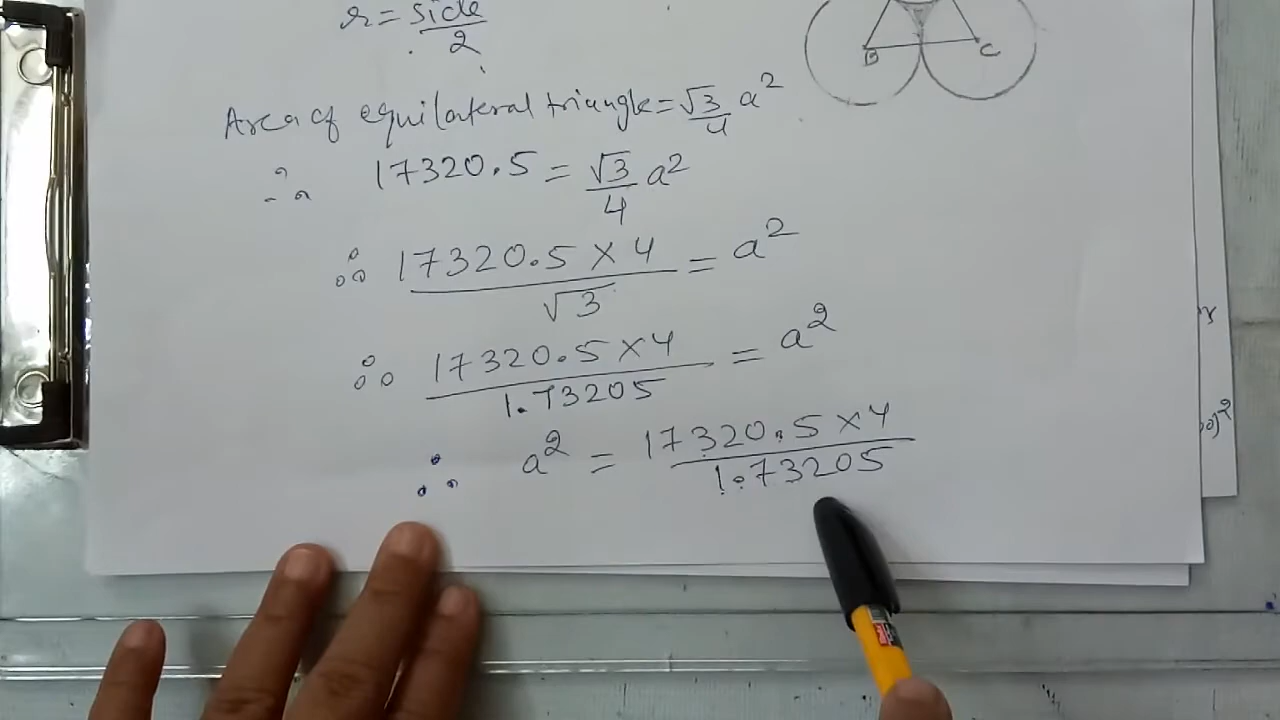 r = side/2
B C
Area of equilateral triangle = √3/4 a²
∴ 17320.5 = √3/4 a²
∴ 17320.5 × 4 / √3 = a²
∴ 17320.5 × 4 / 1.73205 = a²
∴ a² = 17320.5 × 4 / 1.73205